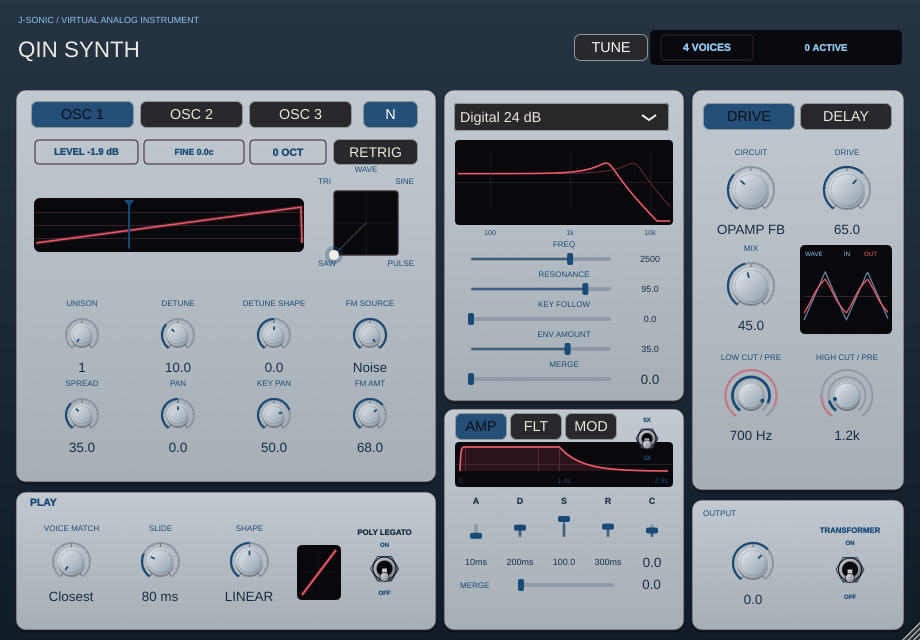 J-SONIC / VIRTUAL ANALOG INSTRUMENT
QIN SYNTH
TUNE
4 VOICES
0 ACTIVE
OSC 1
OSC 2
OSC 3
N
LEVEL -1.9 dB
FINE 0.0c
0 OCT
RETRIG
WAVE
TRI
SINE
SAW
PULSE
UNISON
DETUNE
DETUNE SHAPE
FM SOURCE
1
10.0
0.0
Noise
SPREAD
PAN
KEY PAN
FM AMT
35.0
0.0
50.0
68.0
PLAY
VOICE MATCH
SLIDE
SHAPE
POLY LEGATO
ON
OFF
Closest
80 ms
LINEAR
Digital 24 dB
100
1k
10k
FREQ
2500
RESONANCE
95.0
KEY FOLLOW
0.0
ENV AMOUNT
35.0
MERGE
0.0
AMP
FLT
MOD
5X
1X
0
1.4s
2.9s
A
D
S
R
C
10ms
200ms
100.0
300ms
0.0
MERGE
0.0
DRIVE
DELAY
CIRCUIT
DRIVE
OPAMP FB
65.0
MIX
45.0
WAVE
IN
OUT
LOW CUT / PRE
HIGH CUT / PRE
700 Hz
1.2k
OUTPUT
0.0
TRANSFORMER
ON
OFF